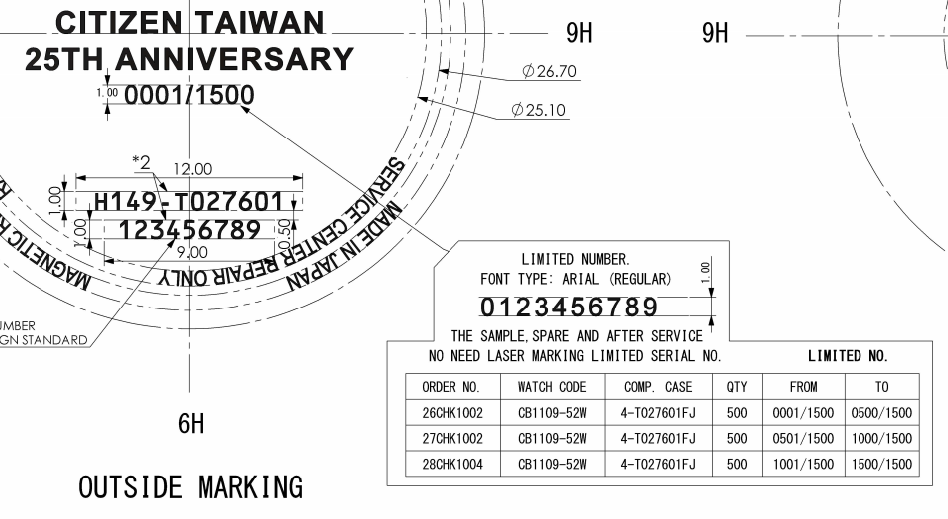 CITIZEN TAIWAN
25TH ANNIVERSARY
1.00
0001/1500
9H
9H
∅26.70
∅25.10
*2
12.00
1.00
H149-T027601
1.00
123456789
0.50
9.00
SERVICE CENTER REPAIR ONLY
MADE IN JAPAN
MAGNETIC
GN STANDARD
6H
OUTSIDE MARKING
LIMITED NUMBER.
FONT TYPE: ARIAL (REGULAR)
1.00
0123456789
THE SAMPLE,SPARE AND AFTER SERVICE
NO NEED LASER MARKING LIMITED SERIAL NO.
LIMITED NO.
ORDER NO. WATCH CODE COMP. CASE QTY FROM TO
26CHK1002 CB1109-52W 4-T027601FJ 500 0001/1500 0500/1500
27CHK1002 CB1109-52W 4-T027601FJ 500 0501/1500 1000/1500
28CHK1004 CB1109-52W 4-T027601FJ 500 1001/1500 1500/1500